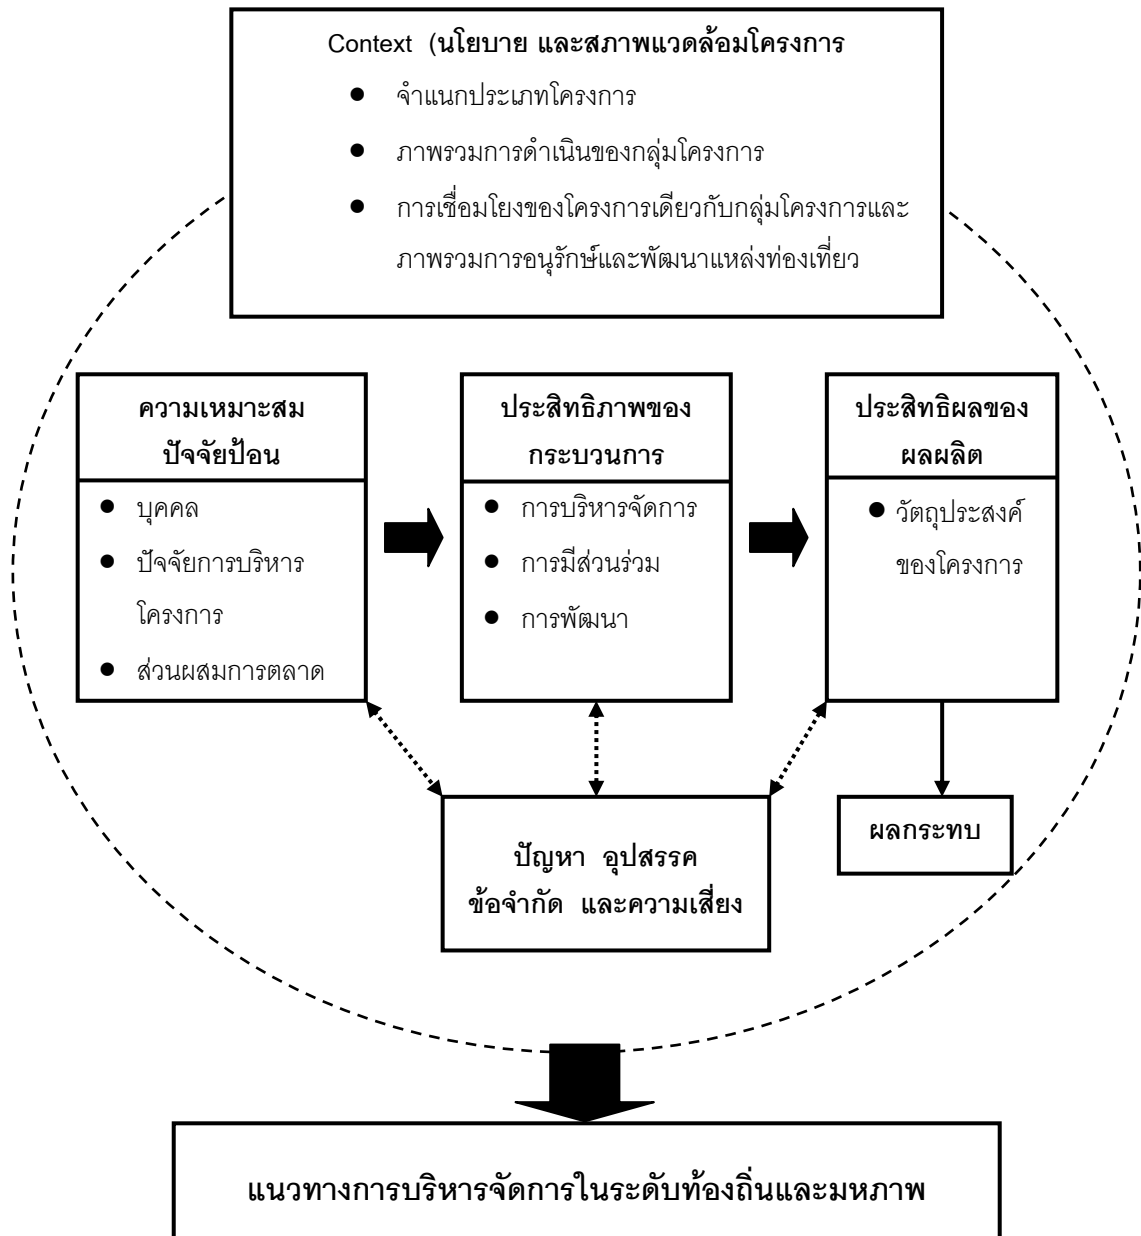 Context (นโยบาย และสภาพแวดล้อมโครงการ
● จำแนกประเภทโครงการ
● ภาพรวมการดำเนินของกลุ่มโครงการ
● การเชื่อมโยงของโครงการเดียวกับกลุ่มโครงการและ
ภาพรวมการอนุรักษ์และพัฒนาแหล่งท่องเที่ยว
ความเหมาะสม
ปัจจัยป้อน
● บุคคล
● ปัจจัยการบริหาร
โครงการ
● ส่วนผสมการตลาด
ประสิทธิภาพของ
กระบวนการ
● การบริหารจัดการ
● การมีส่วนร่วม
● การพัฒนา
ประสิทธิผลของ
ผลผลิต
● วัตถุประสงค์
ของโครงการ
ปัญหา อุปสรรค
ข้อจำกัด และความเสี่ยง
ผลกระทบ
แนวทางการบริหารจัดการในระดับท้องถิ่นและมหภาพ